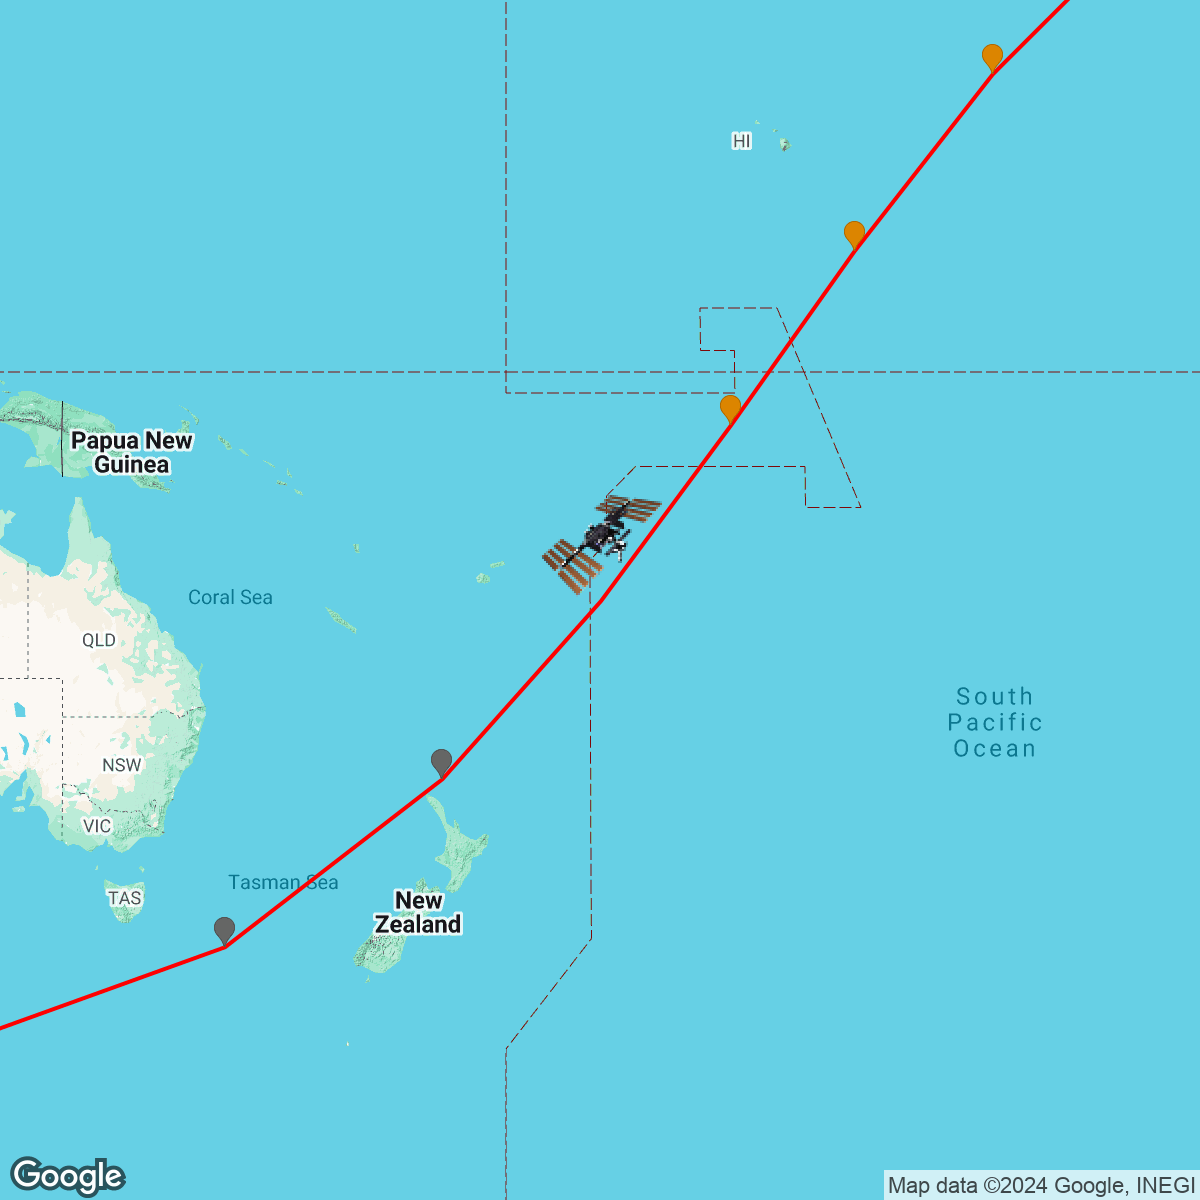 HI
Papua New
Guinea
Coral Sea
QLD
South
Pacific
Ocean
NSW
VIC
Tasman Sea
TAS
New
Zealand
Google
Map data ©2024 Google, INEGI